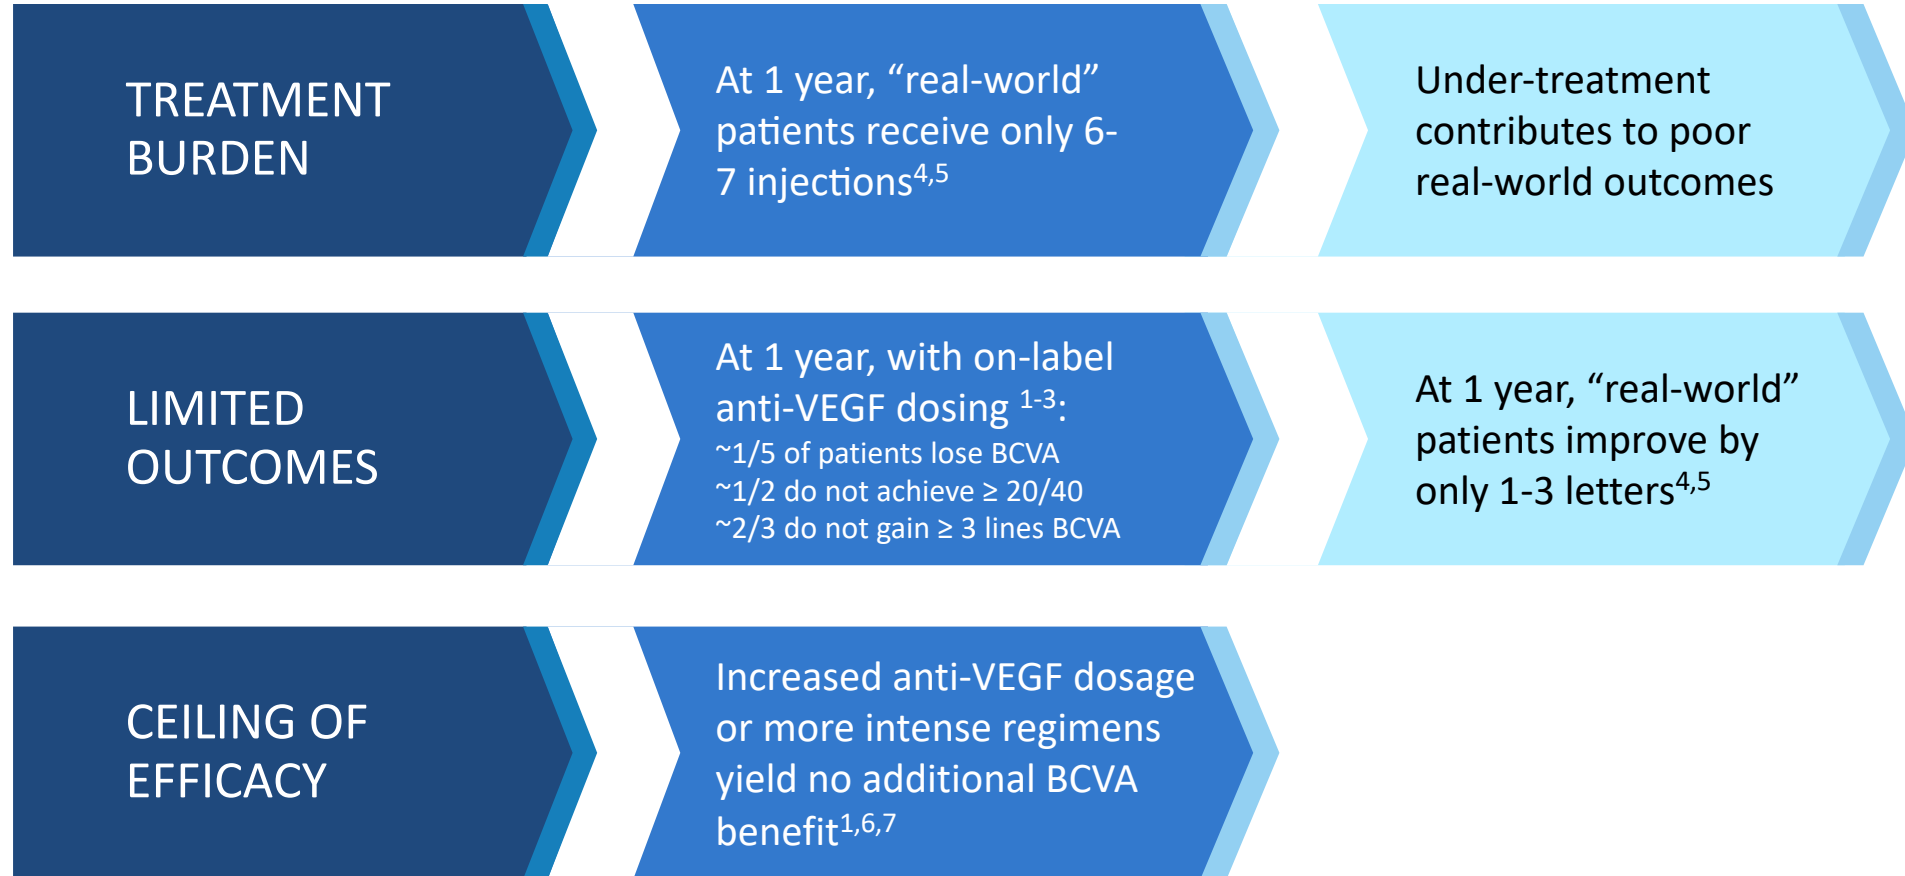 TREATMENT
BURDEN
At 1 year, “real-world”
patients receive only 6-
7 injections4,5
Under-treatment
contributes to poor
real-world outcomes
LIMITED
OUTCOMES
At 1 year, with on-label
anti-VEGF dosing 1-3:
~1/5 of patients lose BCVA
~1/2 do not achieve ≥ 20/40
~2/3 do not gain ≥ 3 lines BCVA
At 1 year, “real-world”
patients improve by
only 1-3 letters4,5
CEILING OF
EFFICACY
Increased anti-VEGF dosage
or more intense regimens
yield no additional BCVA
benefit1,6,7